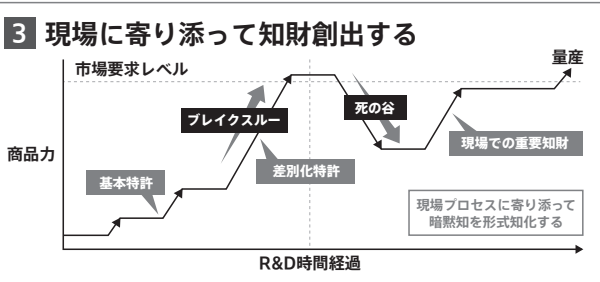 3 現場に寄り添って知財創出する
量産
市場要求レベル
ブレイクスルー
死の谷
商品力
現場での重要知財
差別化特許
基本特許
現場プロセスに寄り添って
暗黙知を形式知化する
R&D時間経過